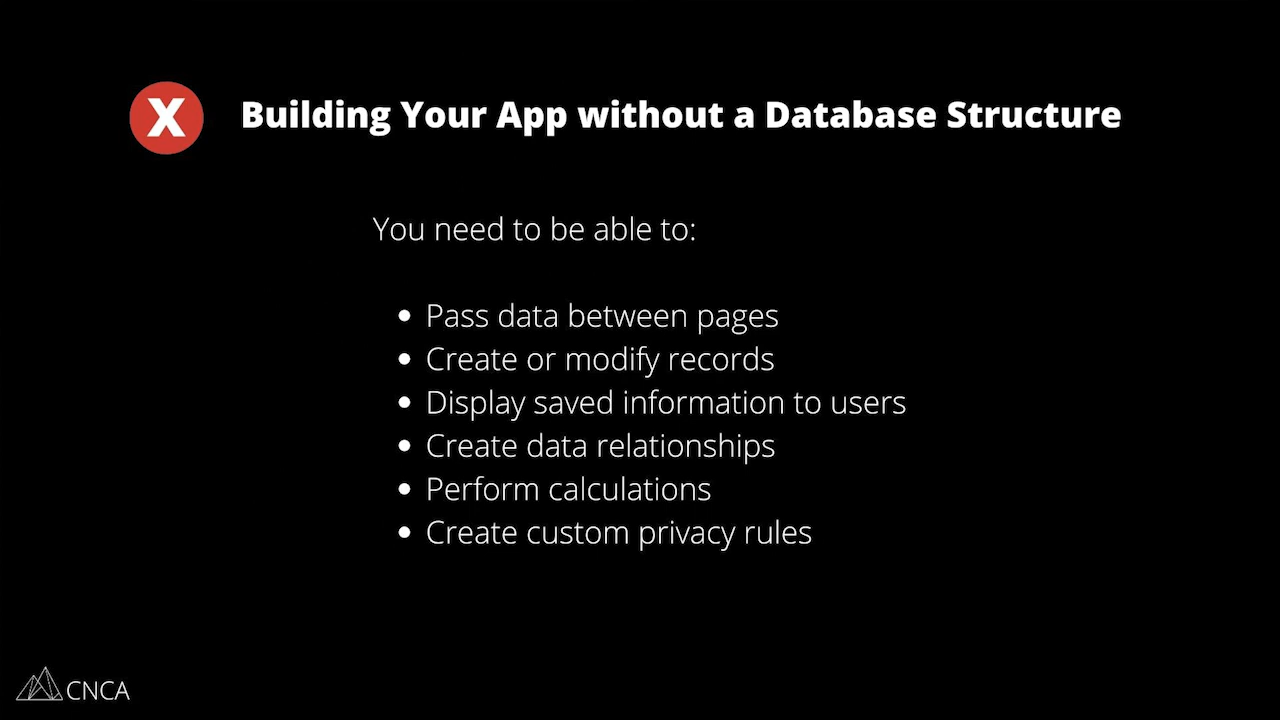 X Building Your App without a Database Structure
You need to be able to:
• Pass data between pages
• Create or modify records
• Display saved information to users
• Create data relationships
• Perform calculations
• Create custom privacy rules
CNCA